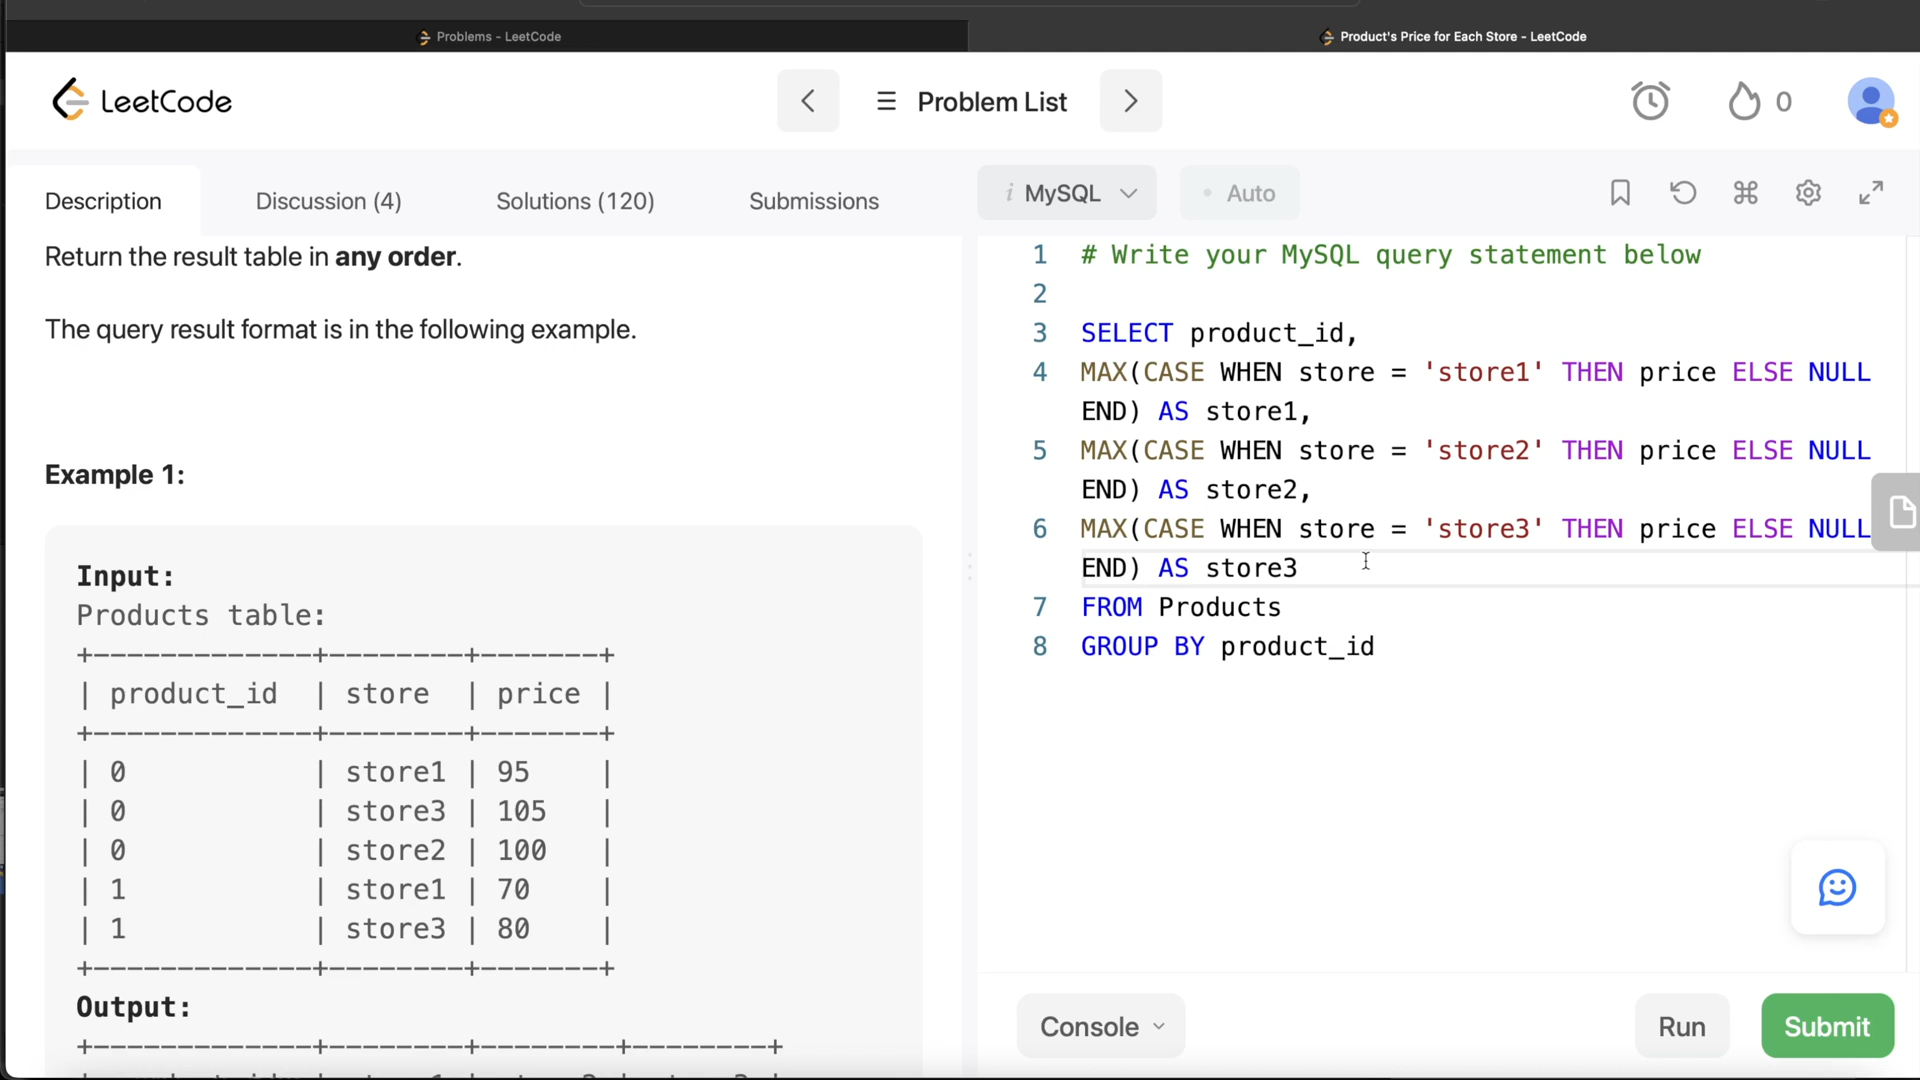 Problems - LeetCode
Product's Price for Each Store - LeetCode
LeetCode
Problem List
0
Description
Discussion (4)
Solutions (120)
Submissions
i MySQL
Auto
Return the result table in any order.
The query result format is in the following example.
Example 1:
Input:
Products table:
+-------------+--------+-------+
| product_id  | store  | price |
+-------------+--------+-------+
| 0           | store1 | 95    |
| 0           | store3 | 105   |
| 0           | store2 | 100   |
| 1           | store1 | 70    |
| 1           | store3 | 80    |
+-------------+--------+-------+
Output:
+-------------+--------+--------+--------+
1 # Write your MySQL query statement below
2
3 SELECT product_id,
4 MAX(CASE WHEN store = 'store1' THEN price ELSE NULL
END) AS store1,
5 MAX(CASE WHEN store = 'store2' THEN price ELSE NULL
END) AS store2,
6 MAX(CASE WHEN store = 'store3' THEN price ELSE NULL
END) AS store3
7 FROM Products
8 GROUP BY product_id
Console
Run
Submit